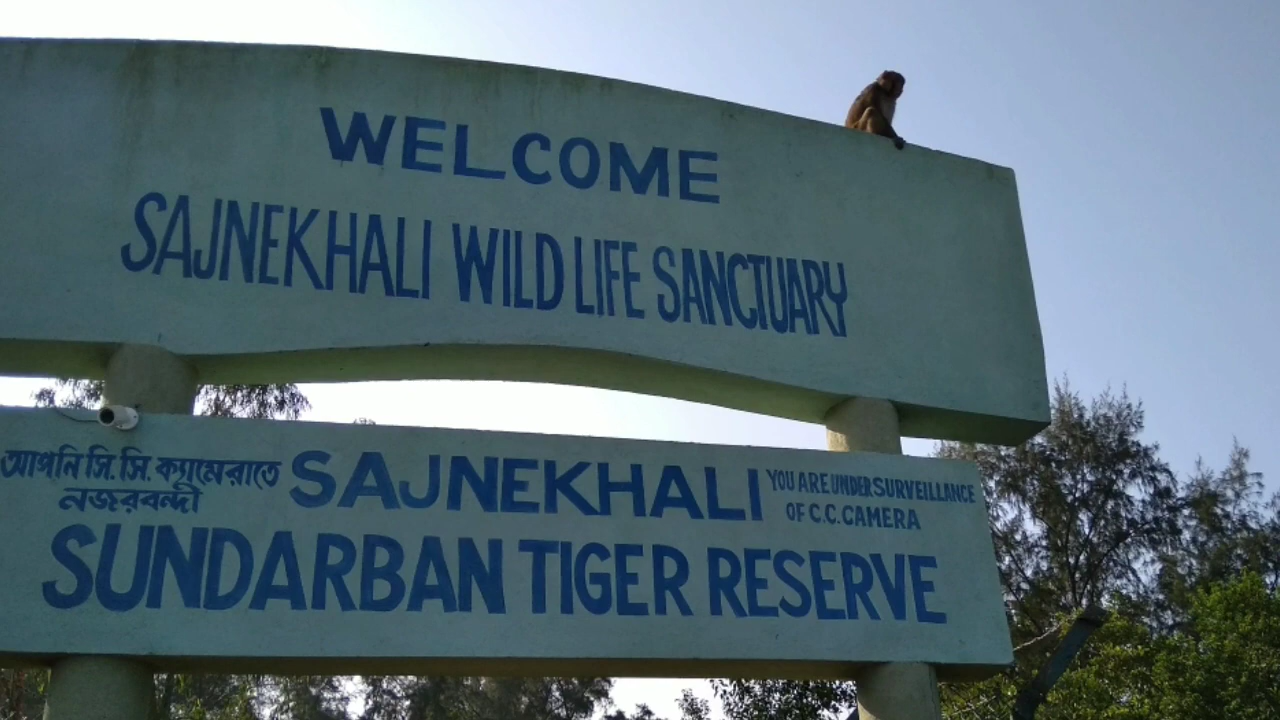 WELCOME
SAJNEKHALI WILD LIFE SANCTUARY
আপনি সি.সি. ক্যামেরাতে
নজরবন্দী
SAJNEKHALI
YOU ARE UNDER SURVEILLANCE
OF C.C. CAMERA
SUNDARBAN TIGER RESERVE